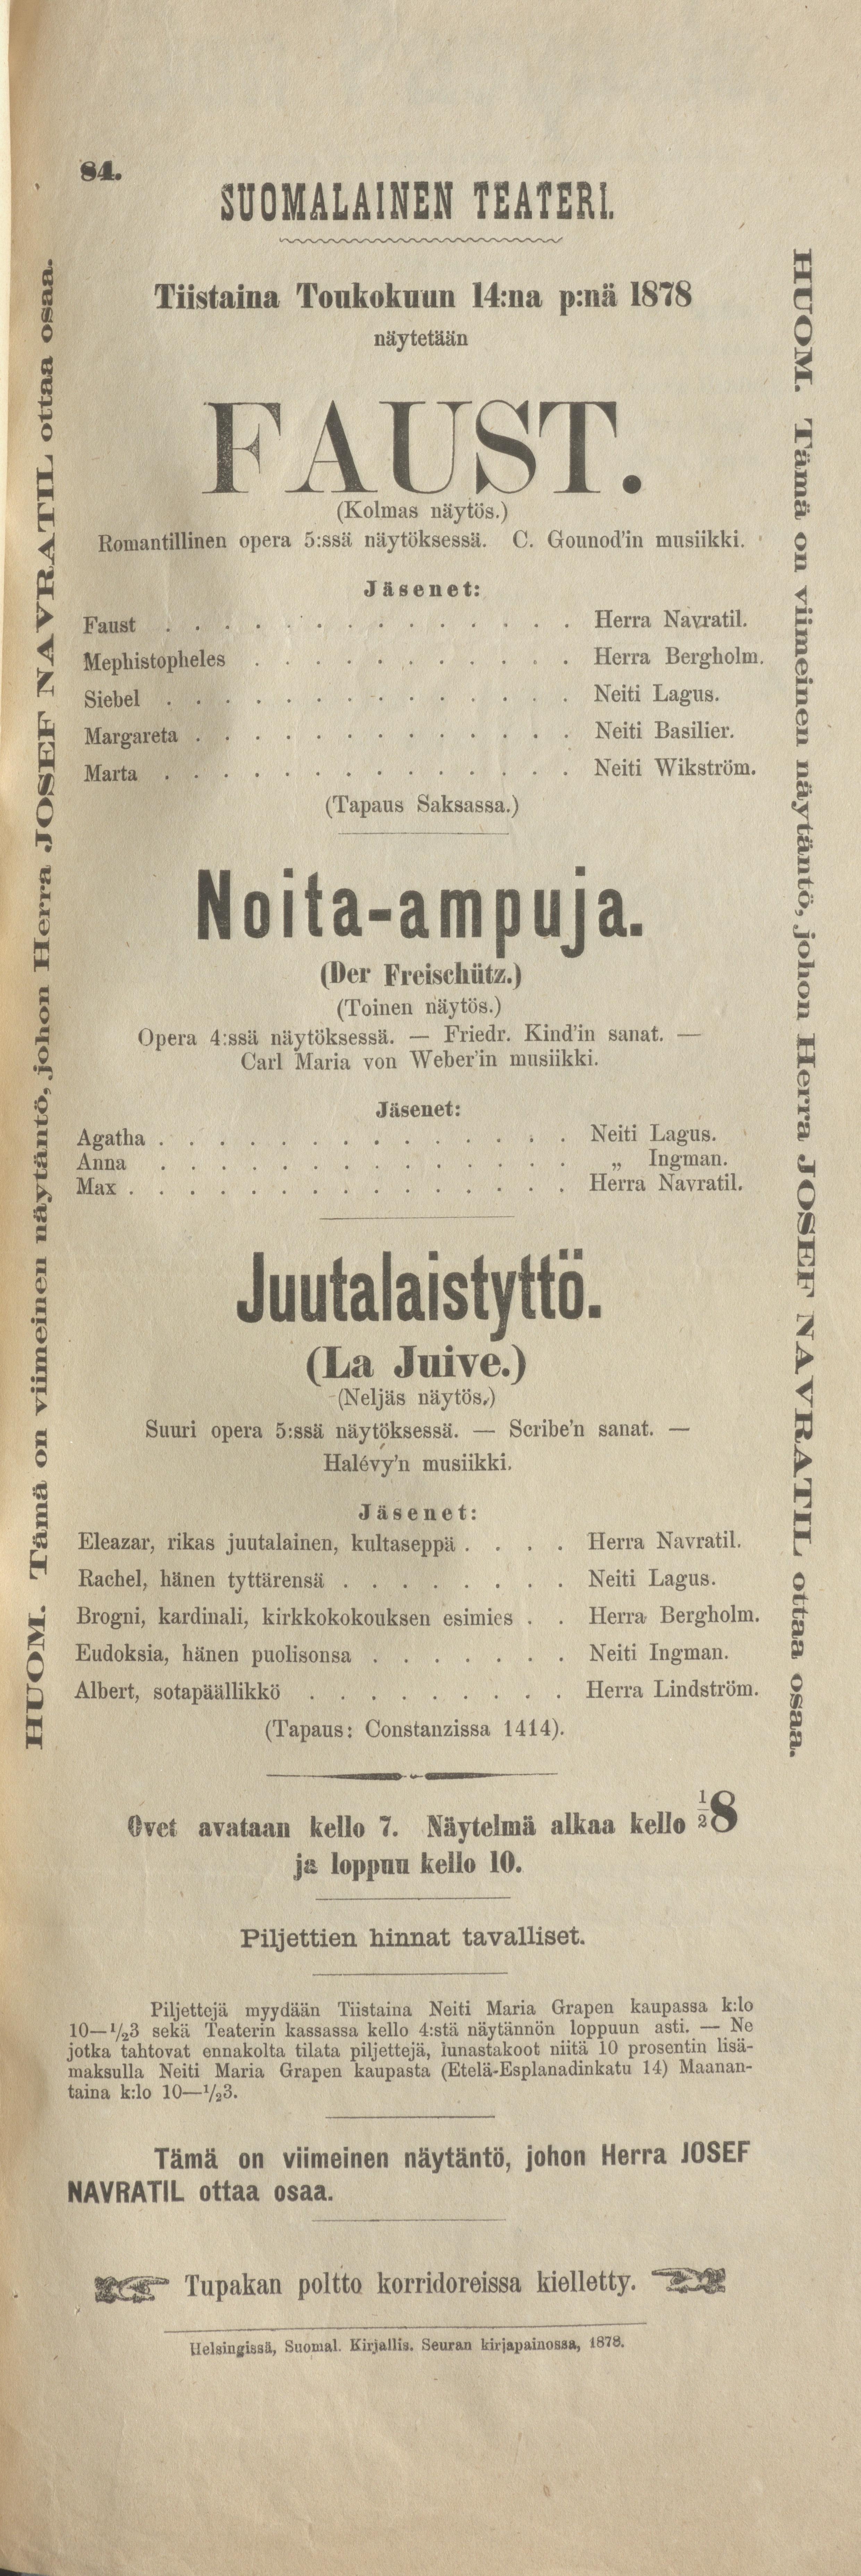 84.
SUOMALAINEN TEATERI.
Tiistaina Toukokuun 14:na p:nä 1878
näytetään
FAUST.
(Kolmas näytös.)
Romantillinen opera 5:ssä näytöksessä. C. Gounod'in musiikki.
Jäsenet:
Faust . . . . . . . . . . . . . . Herra Navratil.
Mephistopheles . . . . . . . . . . . Herra Bergholm.
Siebel . . . . . . . . . . . . . . Neiti Lagus.
Margareta . . . . . . . . . . . . . Neiti Basilier.
Marta . . . . . . . . . . . . . . Neiti Wikström.
(Tapaus Saksassa.)
Noita-ampuja.
(Der Freischütz.)
(Toinen näytös.)
Opera 4:ssä näytöksessä. — Friedr. Kind'in sanat. —
Carl Maria von Weber'in musiikki.
Jäsenet:
Agatha . . . . . . . . . . . . . . Neiti Lagus.
Anna . . . . . . . . . . . . . . „ Ingman.
Max . . . . . . . . . . . . . . . Herra Navratil.
Juutalaistyttö.
(La Juive.)
(Neljäs näytös.)
Suuri opera 5:ssä näytöksessä. — Scribe'n sanat. —
Halévy'n musiikki.
Jäsenet:
Eleazar, rikas juutalainen, kultaseppä . . . . Herra Navratil.
Rachel, hänen tyttärensä . . . . . . . . Neiti Lagus.
Brogni, kardinali, kirkkokokouksen esimies . . Herra Bergholm.
Eudoksia, hänen puolisonsa . . . . . . . Neiti Ingman.
Albert, sotapäällikkö . . . . . . . . . Herra Lindström.
(Tapaus: Constanzissa 1414).
Ovet avataan kello 7. Näytelmä alkaa kello ½8
ja loppuu kello 10.
Piljettien hinnat tavalliset.
Piljettejä myydään Tiistaina Neiti Maria Grapen kaupassa k:lo
10—1/23 sekä Teaterin kassassa kello 4:stä näytännön loppuun asti. — Ne
jotka tahtovat ennakolta tilata piljettejä, lunastakoot niitä 10 prosentin lisä-
maksulla Neiti Maria Grapen kaupasta (Etelä-Esplanadinkatu 14) Maanan-
taina k:lo 10—1/23.
Tämä on viimeinen näytäntö, johon Herra JOSEF
NAVRATIL ottaa osaa.
Tupakan poltto korridoreissa kielletty.
Helsingissä, Suomal. Kirjallis. Seuran kirjapainossa, 1878.
HUOM. Tämä on viimeinen näytäntö, johon Herra JOSEF NAVRATIL ottaa osaa.
HUOM. Tämä on viimeinen näytäntö, johon Herra JOSEF NAVRATIL ottaa osaa.